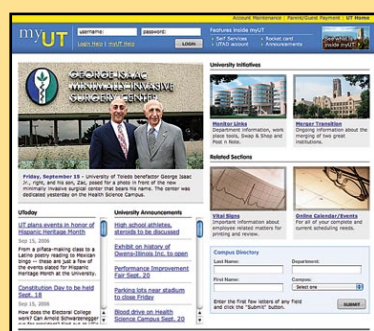 Account Maintenance | Parent/Guest Payment | UT Home
myUT
username:
password:
Login Help | myUT Help
LOGIN
Features inside myUT
Self Services
UTAD account
Rocket card
Announcements
See what is
inside myUT!
GEORGE ISAAC
MINIMALLY INVASIVE
SURGERY CENTER
Friday, September 15 - University of Toledo benefactor George Isaac
Jr., right, and his son, Zac, posed for a photo in front of the new
minimally invasive surgical center that bears his name. The center was
dedicated yesterday on the Health Science Campus.
University Initiatives
Monitor Links
Department information, work
place tools, Swap & Shop and
Post n Note.
Merger Transition
Ongoing information about the
merging of two great
institutions.
Related Sections
Vital Signs
Important information about
employee related matters for
printing and review.
Online Calendar/Events
For all of your complete and
current scheduling needs.
UToday
UT plans events in honor of
Hispanic Heritage Month
Sep 15, 2006
From a piñata-making class to a
Latino poetry reading to Mexican
Bingo -- these are just a few of
the events slated for Hispanic
Heritage Month at the University.
Constitution Day to be held
Sept. 18
Sep 15, 2006
How does the Electoral College
work? Can Arnold Schwarzenegger
University Announcements
High school athletes,
steroids to be discussed
Exhibit on history of
Owens-Illinois Inc. to open
Performance Improvement
Fair Sept. 20
Parking lots near stadium
to close Friday
Blood drive on Health
Science Campus Sept. 20
Campus Directory
Last Name:
Department:
First Name:
Campus:
Select one
Enter the first few letters of any field
and click the "Submit" button.
SUBMIT